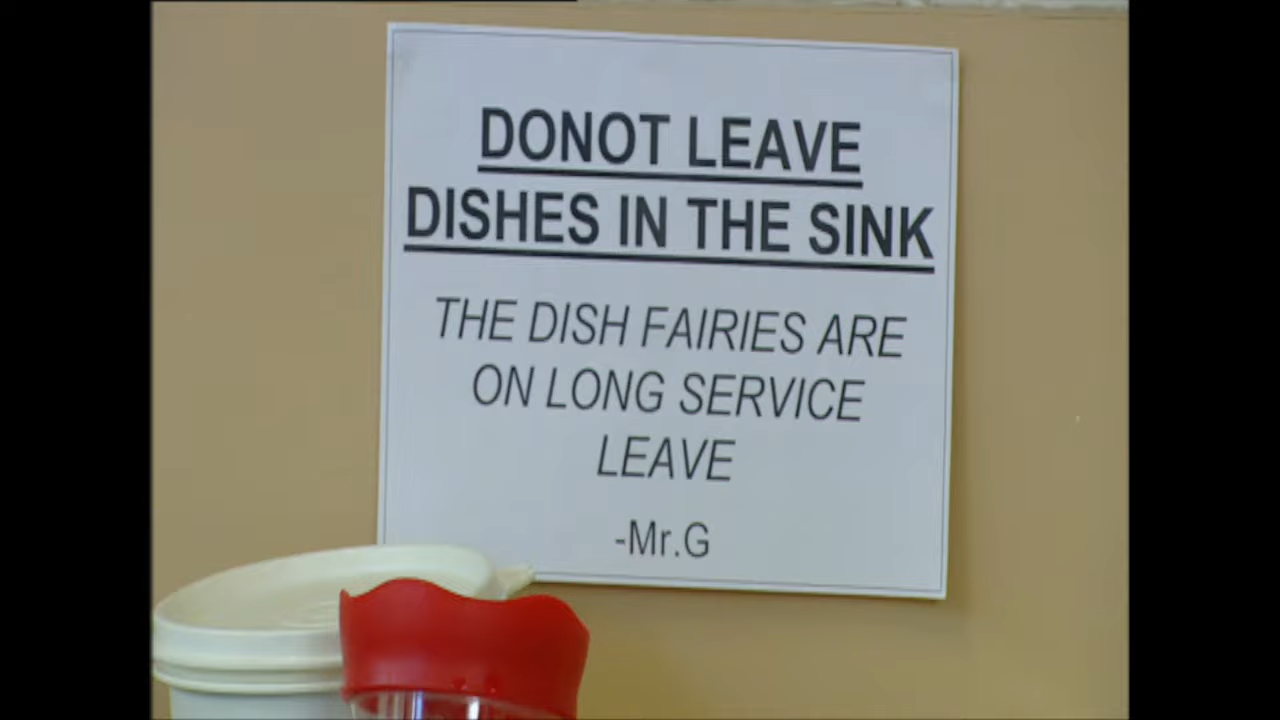 DONOT LEAVE
DISHES IN THE SINK
THE DISH FAIRIES ARE
ON LONG SERVICE
LEAVE
-Mr.G